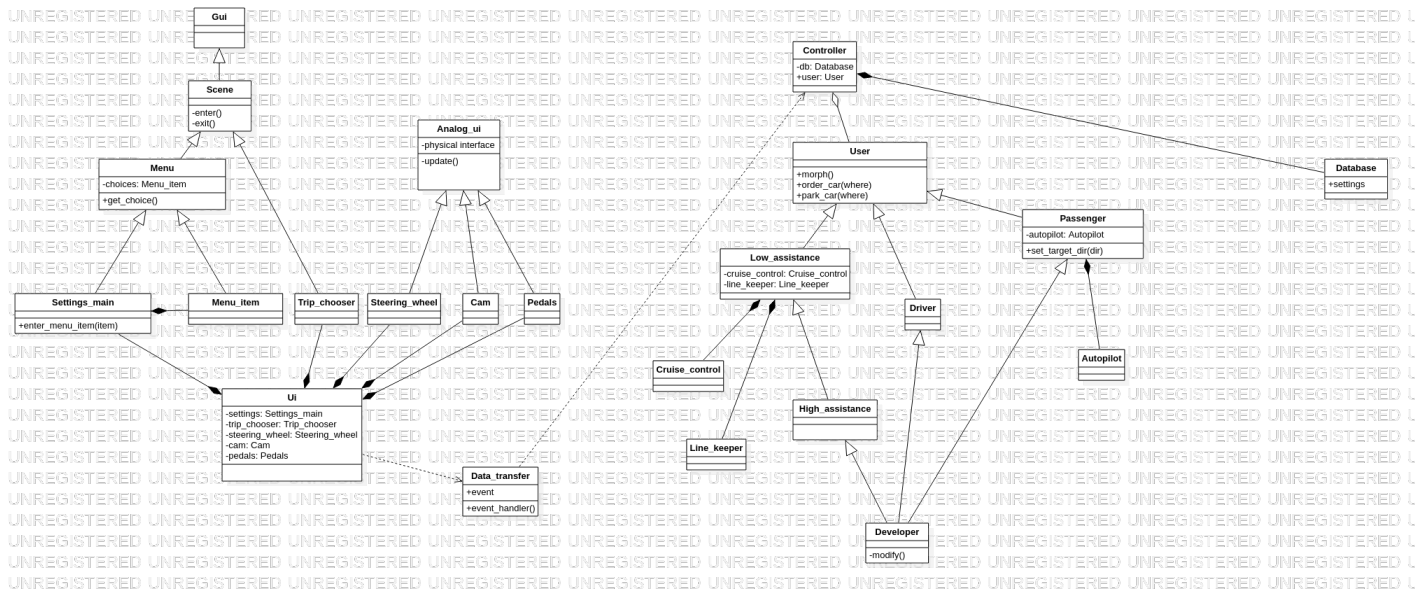 Gui
Scene
-enter()
-exit()
Menu
-choices: Menu_item
+get_choice()
Analog_ui
-physical interface
-update()
Settings_main
+enter_menu_item(item)
Menu_item
Trip_chooser
Steering_wheel
Cam
Pedals
Ui
-settings: Settings_main
-trip_chooser: Trip_chooser
-steering_wheel: Steering_wheel
-cam: Cam
-pedals: Pedals
Data_transfer
+event
+event_handler()
Controller
-db: Database
+user: User
User
+morph()
+order_car(where)
+park_car(where)
Database
+settings
Passenger
-autopilot: Autopilot
+set_target_dir(dir)
Low_assistance
-cruise_control: Cruise_control
-line_keeper: Line_keeper
Driver
Autopilot
Cruise_control
High_assistance
Line_keeper
Developer
-modify()
UNREGISTERED